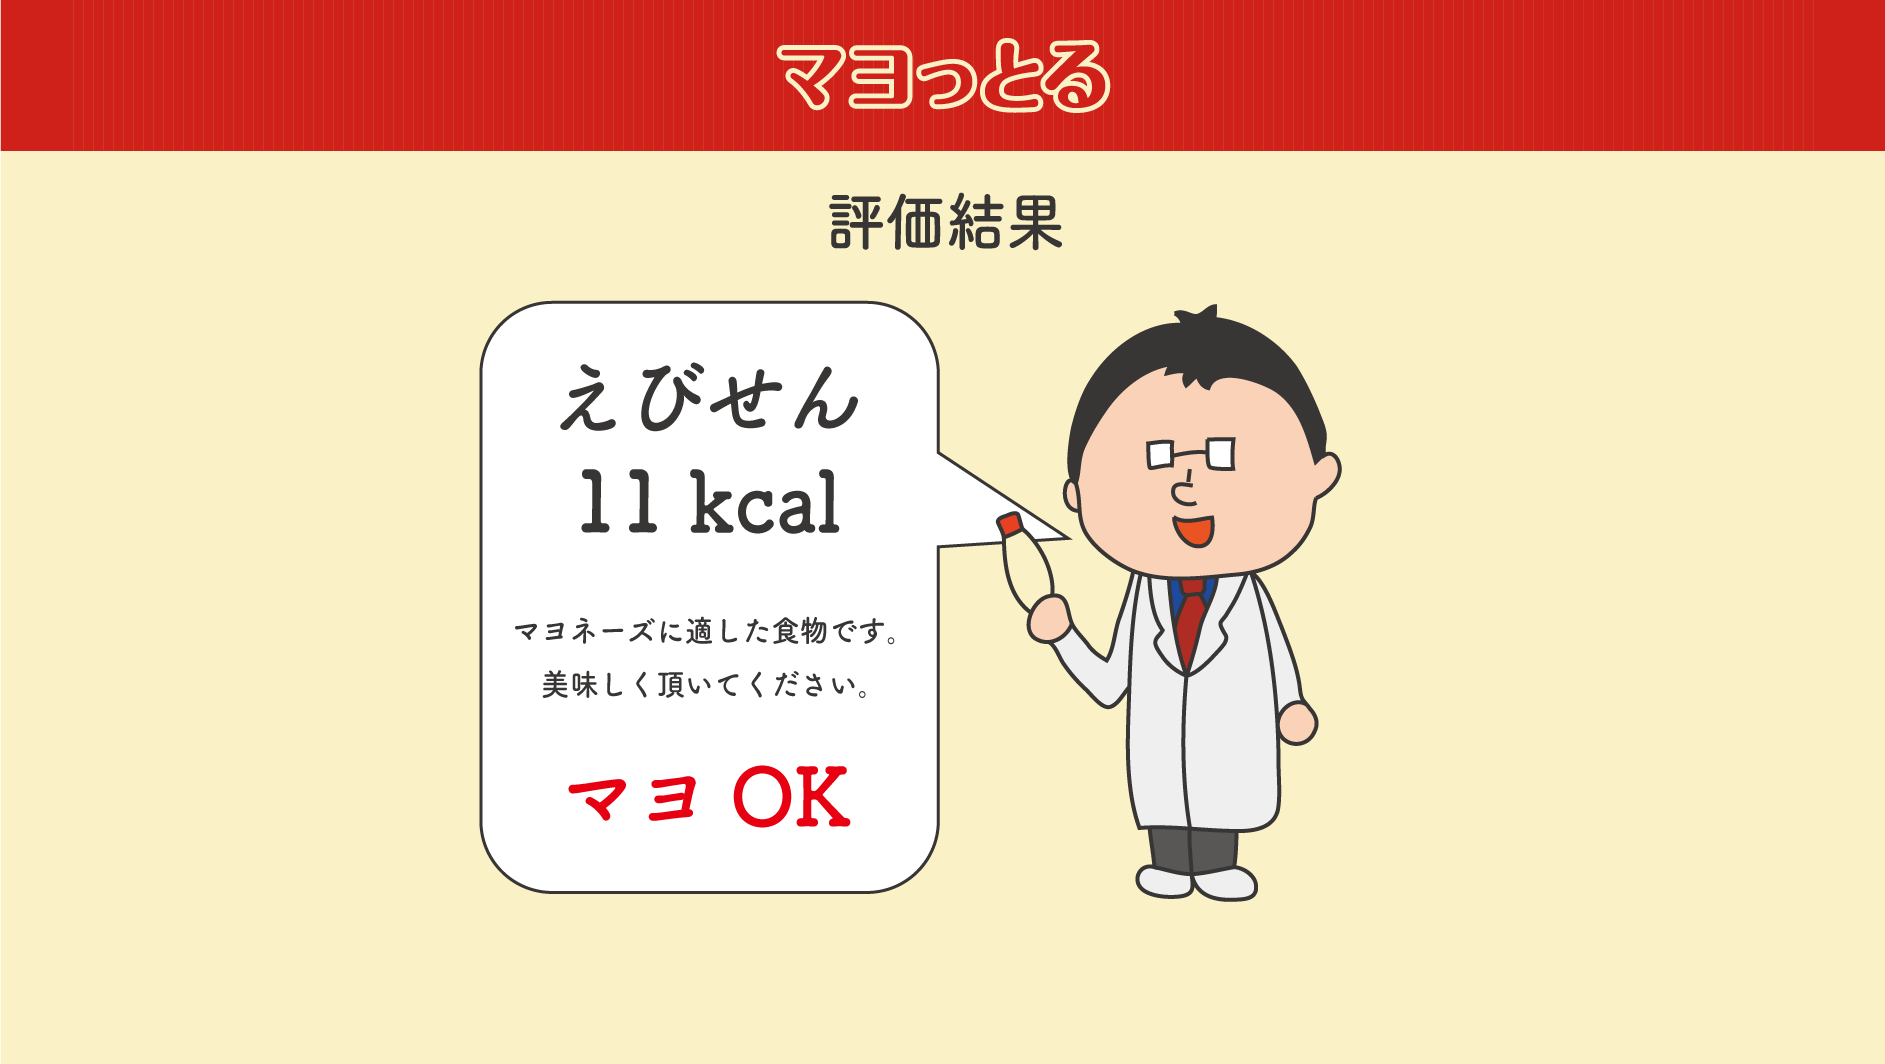 マヨっとる
評価結果
えびせん
11 kcal
マヨネーズに適した食物です。
美味しく頂いてください。
マヨ OK